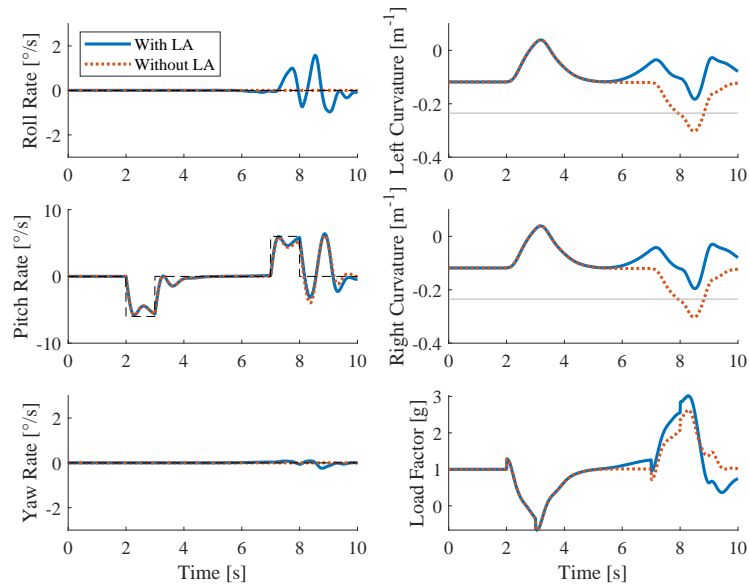 With LA
Without LA
Roll Rate [°/s]
2
0
-2
0 2 4 6 8 10
Left Curvature [m⁻¹]
0
-0.2
-0.4
0 2 4 6 8 10
Pitch Rate [°/s]
10
0
-10
0 2 4 6 8 10
Right Curvature [m⁻¹]
0
-0.2
-0.4
0 2 4 6 8 10
Yaw Rate [°/s]
2
0
-2
0 2 4 6 8 10
Time [s]
Load Factor [g]
3
2
1
0
0 2 4 6 8 10
Time [s]